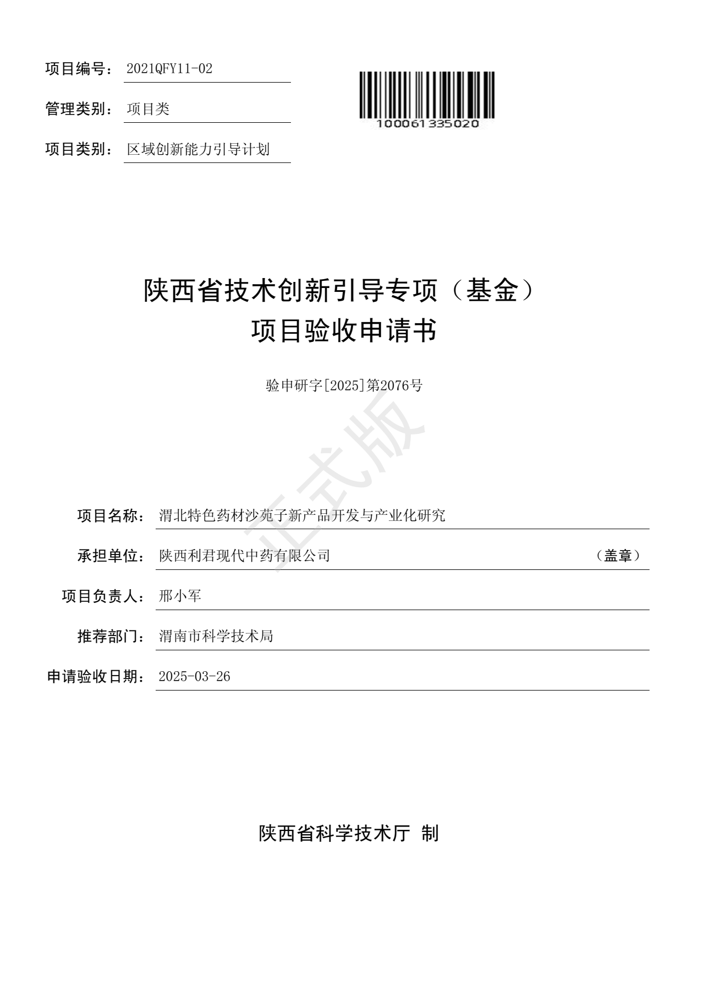 项目编号： 2021QFY11-02
100061335020
管理类别： 项目类
项目类别： 区域创新能力引导计划
陕西省技术创新引导专项（基金）
项目验收申请书
验申研字[2025]第2076号
正式版
项目名称： 渭北特色药材沙苑子新产品开发与产业化研究
承担单位： 陕西利君现代中药有限公司 （盖章）
项目负责人： 邢小军
推荐部门： 渭南市科学技术局
申请验收日期： 2025-03-26
陕西省科学技术厅 制